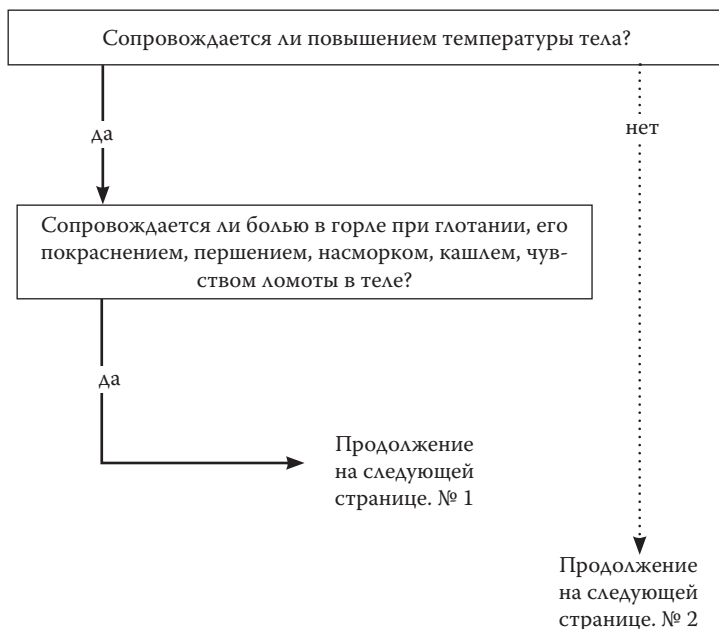 Сопровождается ли повышением температуры тела?
да
нет
Сопровождается ли болью в горле при глотании, его
покраснением, першением, насморком, кашлем, чув-
ством ломоты в теле?
да
Продолжение
на следующей
странице. № 1
Продолжение
на следующей
странице. № 2